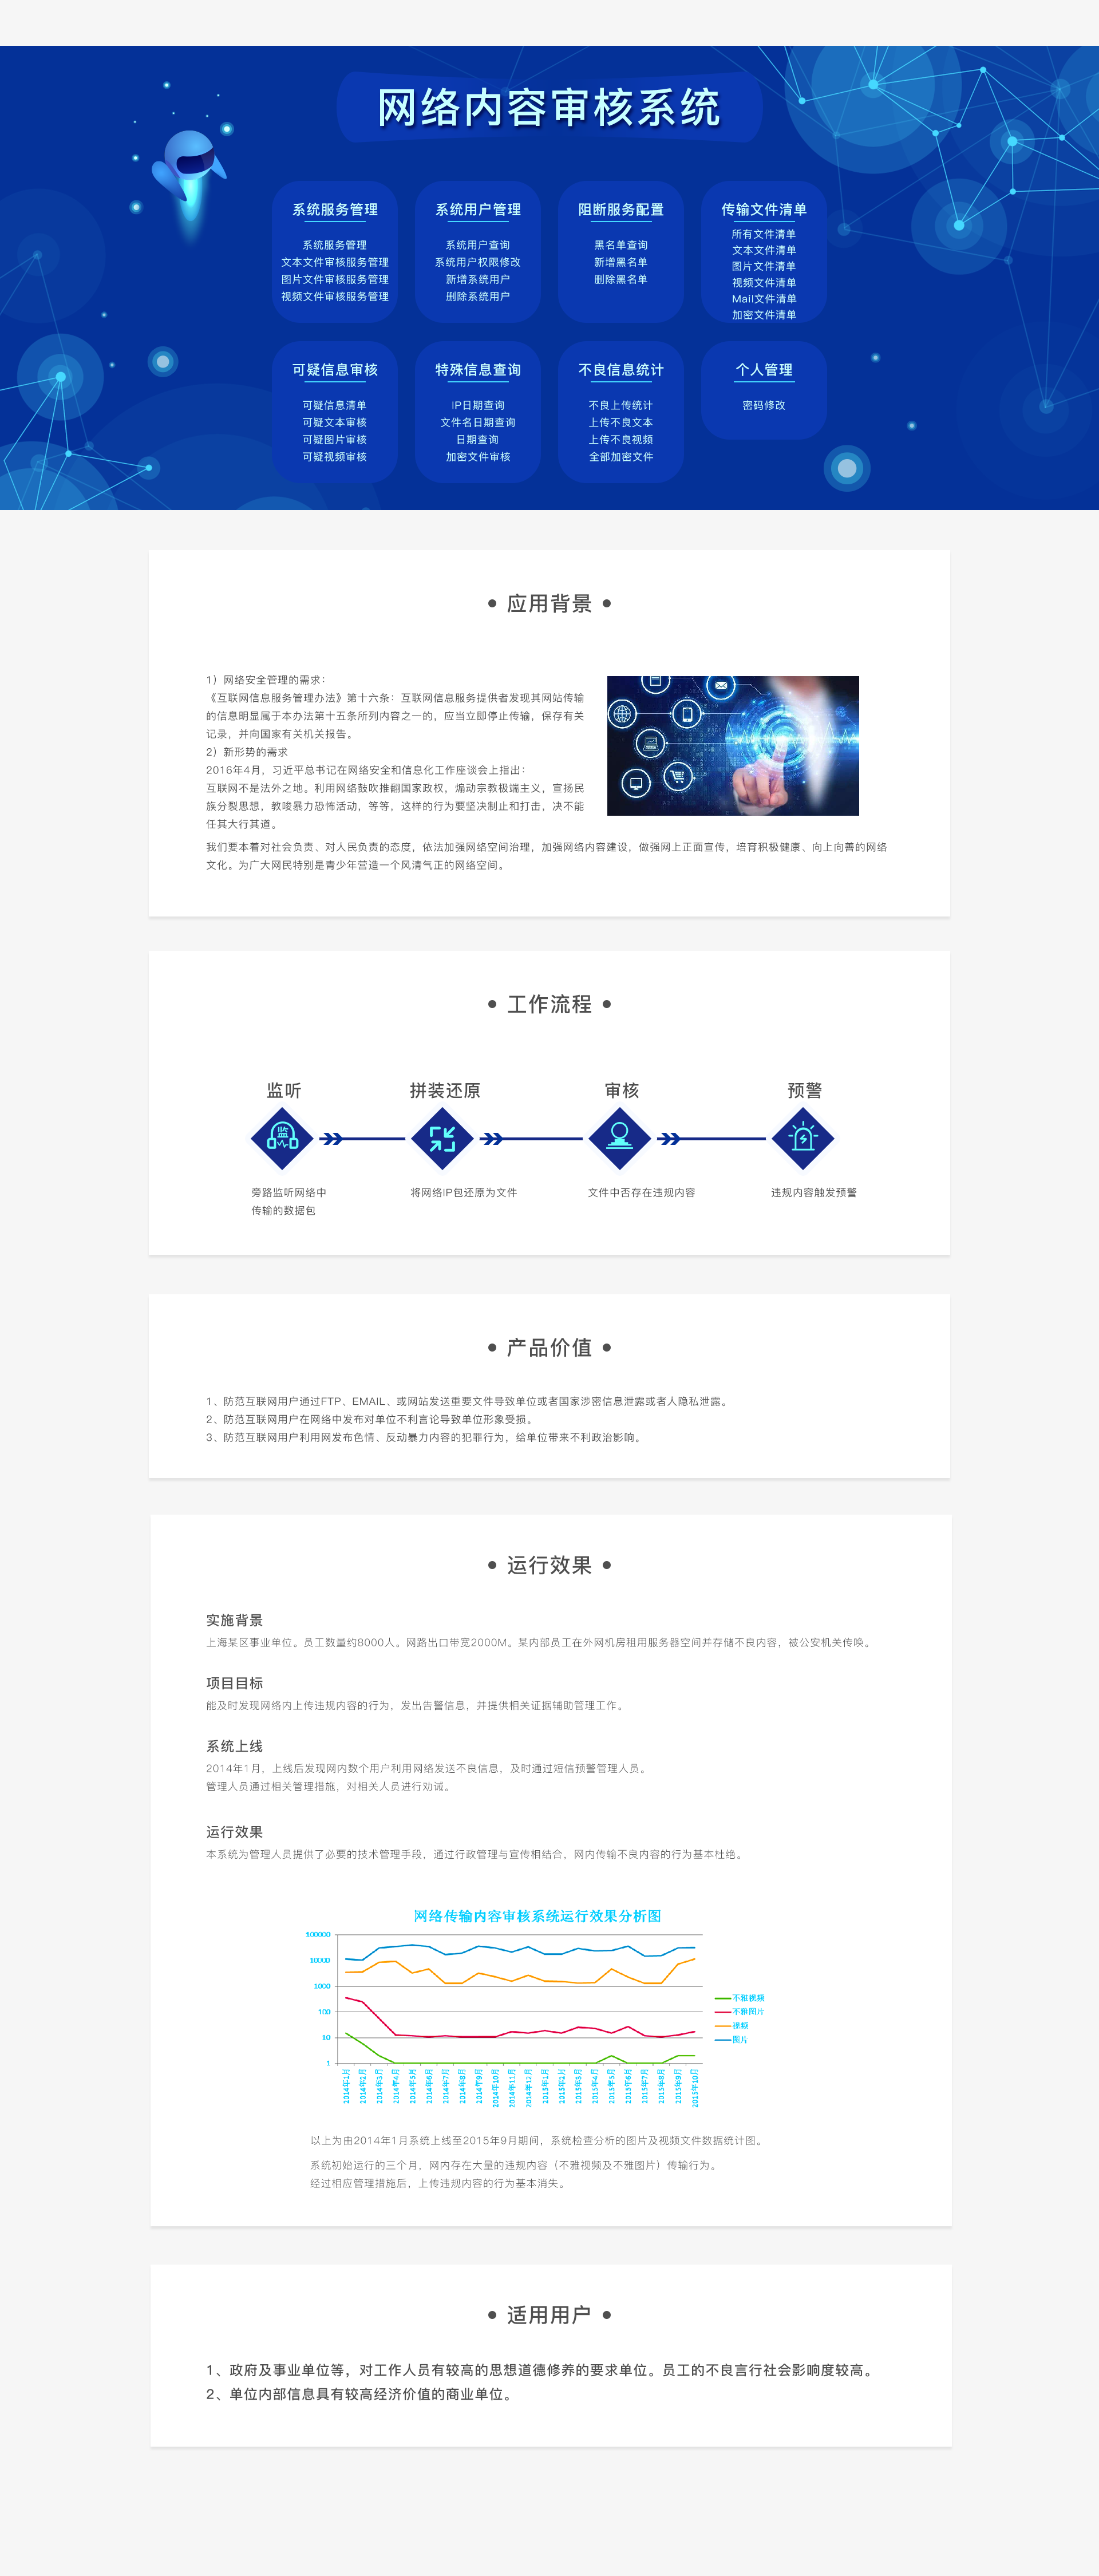 网络内容审核系统
系统服务管理
系统服务管理
文本文件审核服务管理
图片文件审核服务管理
视频文件审核服务管理
系统用户管理
系统用户查询
系统用户权限修改
新增系统用户
删除系统用户
阻断服务配置
黑名单查询
新增黑名单
删除黑名单
传输文件清单
所有文件清单
文本文件清单
图片文件清单
视频文件清单
Mail文件清单
加密文件清单
可疑信息审核
可疑信息清单
可疑文本审核
可疑图片审核
可疑视频审核
特殊信息查询
IP日期查询
文件名日期查询
日期查询
加密文件审核
不良信息统计
不良上传统计
上传不良文本
上传不良视频
全部加密文件
个人管理
密码修改
• 应用背景 •
1）网络安全管理的需求：
《互联网信息服务管理办法》第十六条：互联网信息服务提供者发现其网站传输
的信息明显属于本办法第十五条所列内容之一的，应当立即停止传输，保存有关
记录，并向国家有关机关报告。
2）新形势的需求
2016年4月，习近平总书记在网络安全和信息化工作座谈会上指出：
互联网不是法外之地。利用网络鼓吹推翻国家政权，煽动宗教极端主义，宣扬民
族分裂思想，教唆暴力恐怖活动，等等，这样的行为要坚决制止和打击，决不能
任其大行其道。
我们要本着对社会负责、对人民负责的态度，依法加强网络空间治理，加强网络内容建设，做强网上正面宣传，培育积极健康、向上向善的网络
文化。为广大网民特别是青少年营造一个风清气正的网络空间。
• 工作流程 •
监听
监
旁路监听网络中
传输的数据包
拼装还原
将网络IP包还原为文件
审核
文件中否存在违规内容
预警
违规内容触发预警
• 产品价值 •
1、防范互联网用户通过FTP、EMAIL、或网站发送重要文件导致单位或者国家涉密信息泄露或者人隐私泄露。
2、防范互联网用户在网络中发布对单位不利言论导致单位形象受损。
3、防范互联网用户利用网发布色情、反动暴力内容的犯罪行为，给单位带来不利政治影响。
• 运行效果 •
实施背景
上海某区事业单位。员工数量约8000人。网路出口带宽2000M。某内部员工在外网机房租用服务器空间并存储不良内容，被公安机关传唤。
项目目标
能及时发现网络内上传违规内容的行为，发出告警信息，并提供相关证据辅助管理工作。
系统上线
2014年1月，上线后发现网内数个用户利用网络发送不良信息，及时通过短信预警管理人员。
管理人员通过相关管理措施，对相关人员进行劝诫。
运行效果
本系统为管理人员提供了必要的技术管理手段，通过行政管理与宣传相结合，网内传输不良内容的行为基本杜绝。
网络传输内容审核系统运行效果分析图
100000
10000
1000
100
10
1
2014年1月
2014年2月
2014年3月
2014年4月
2014年5月
2014年6月
2014年7月
2014年8月
2014年9月
2014年10月
2014年11月
2014年12月
2015年1月
2015年2月
2015年3月
2015年4月
2015年5月
2015年6月
2015年7月
2015年8月
2015年9月
2015年10月
不雅视频
不雅图片
视频
图片
以上为由2014年1月系统上线至2015年9月期间，系统检查分析的图片及视频文件数据统计图。
系统初始运行的三个月，网内存在大量的违规内容（不雅视频及不雅图片）传输行为。
经过相应管理措施后，上传违规内容的行为基本消失。
• 适用用户 •
1、政府及事业单位等，对工作人员有较高的思想道德修养的要求单位。员工的不良言行社会影响度较高。
2、单位内部信息具有较高经济价值的商业单位。